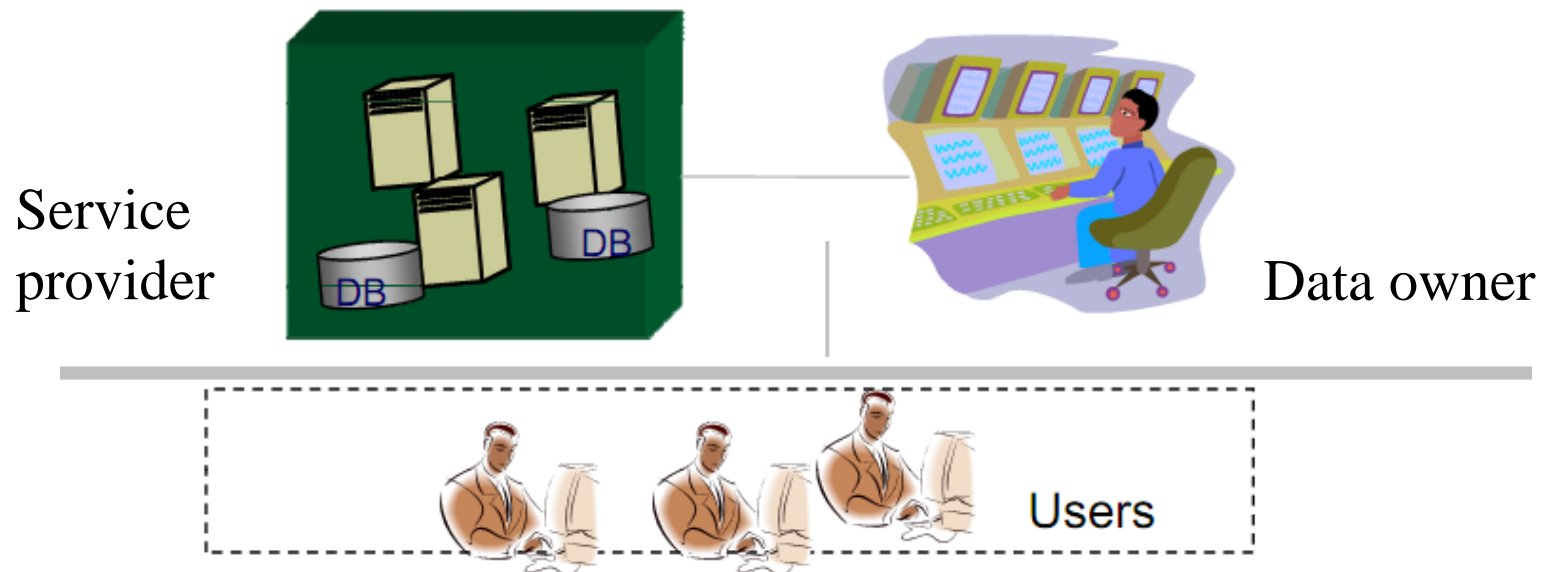 Service
provider
DB
DB
Data owner
Users